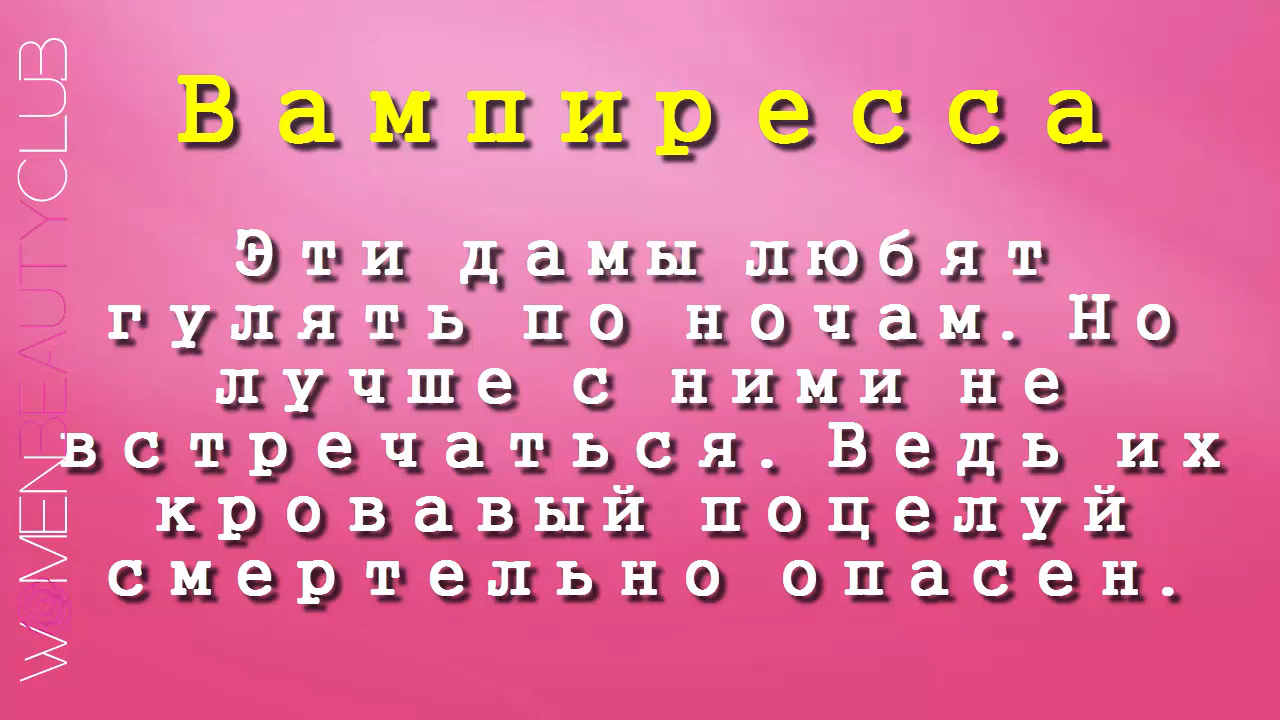 Вампиресса
Эти дамы любят
гулять по ночам. Но
лучше с ними не
встречаться. Ведь их
кровавый поцелуй
смертельно опасен.
WOMENBEAUTYCLUB